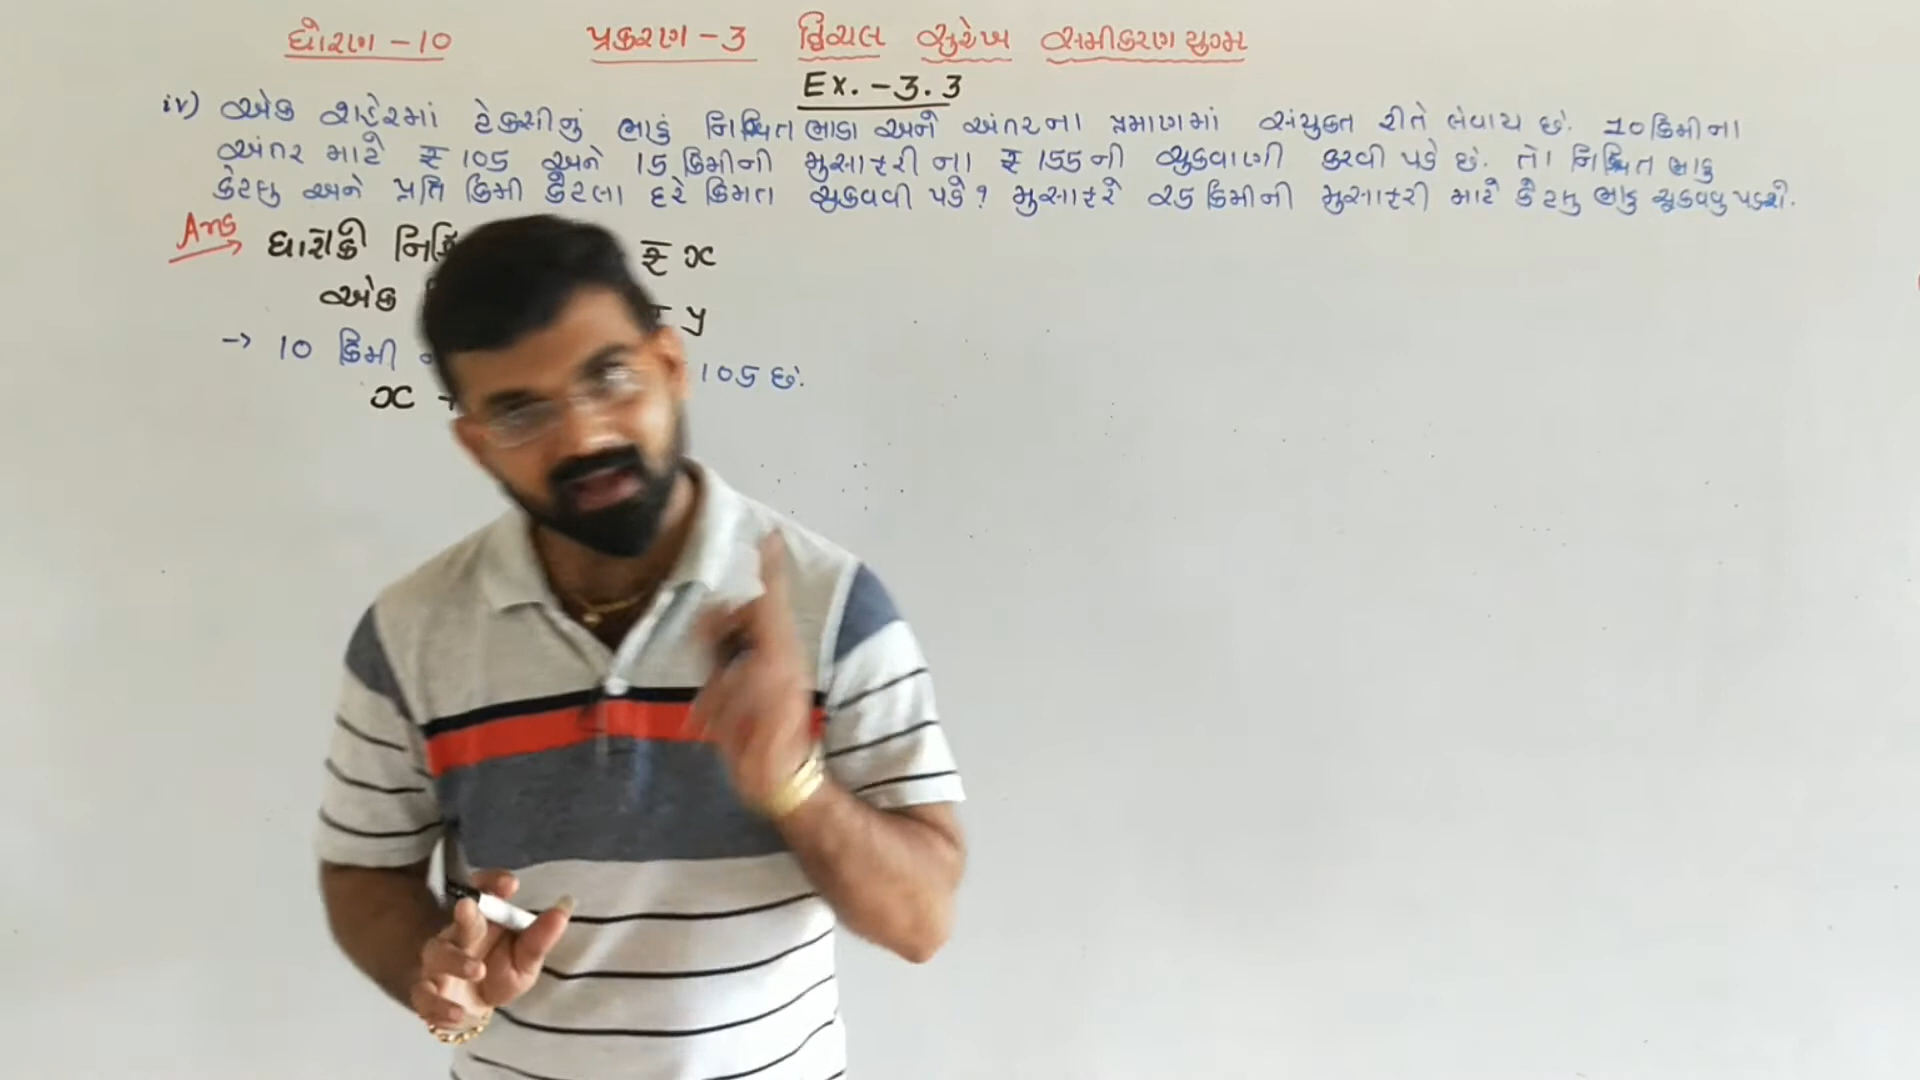 ધોરણ - 10 પ્રકરણ - 3 દ્વિચલ સુરેખ સમીકરણ યુગ્મ
Ex. - 3.3
iv) એક શહેરમાં ટેક્સીનું ભાડું નિશ્ચિત ભાડા અને અંતરના પ્રમાણમાં સંયુક્ત રીતે લેવાય છે. 10 કિમીના
અંતર માટે ₹ 105 અને 15 કિમીની મુસાફરી ના ₹ 155 ની ચુકવાણી કરવી પડે છે. તો નિશ્ચિત ભાડુ
કેટલુ અને પ્રતિ કિમી કેટલા દરે કિમત ચુકવવી પડે? મુસાફરે 25 કિમીની મુસાફરી માટે કેટલુ ભાડુ ચુકવવુ પડશે.
Ans ધારોકી ₹ x
એક y
→ 10 કિમી 105 છે.
x +